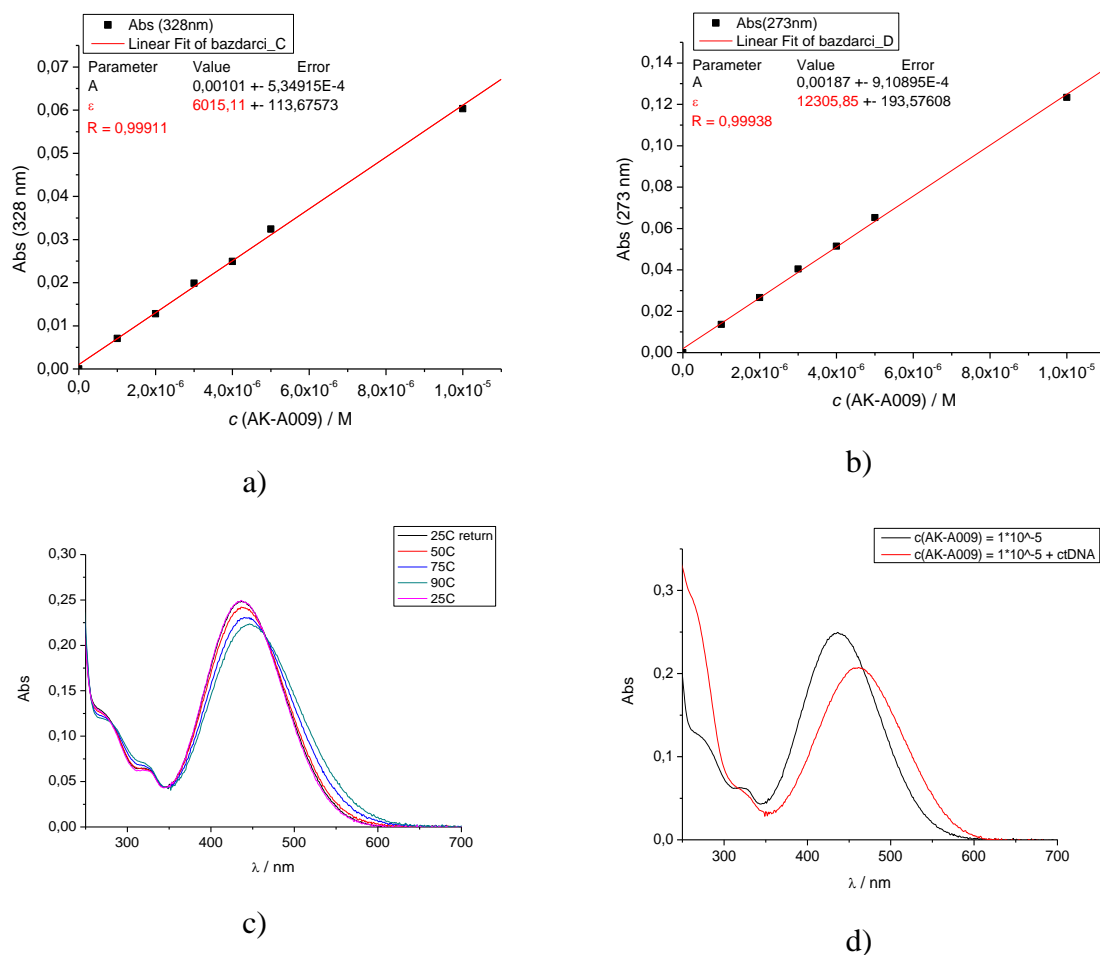 Abs (328nm)
Linear Fit of bazdarci_C
Parameter Value Error
A 0,00101 +- 5,34915E-4
ε 6015,11 +- 113,67573
R = 0,99911
0,07
0,06
0,05
0,04
0,03
0,02
0,01
0,00
Abs (328 nm)
0,0 2,0x10⁻⁶ 4,0x10⁻⁶ 6,0x10⁻⁶ 8,0x10⁻⁶ 1,0x10⁻⁵
c (AK-A009) / M
a)
Abs(273nm)
Linear Fit of bazdarci_D
Parameter Value Error
A 0,00187 +- 9,10895E-4
ε 12305,85 +- 193,57608
R = 0,99938
0,14
0,12
0,10
0,08
0,06
0,04
0,02
0,00
Abs (273 nm)
0,0 2,0x10⁻⁶ 4,0x10⁻⁶ 6,0x10⁻⁶ 8,0x10⁻⁶ 1,0x10⁻⁵
c (AK-A009) / M
b)
25C return
50C
75C
90C
25C
0,30
0,25
0,20
0,15
0,10
0,05
0,00
Abs
300 400 500 600 700
λ / nm
c)
c(AK-A009) = 1*10^-5
c(AK-A009) = 1*10^-5 + ctDNA
0,3
0,2
0,1
0,0
Abs
300 400 500 600 700
λ / nm
d)